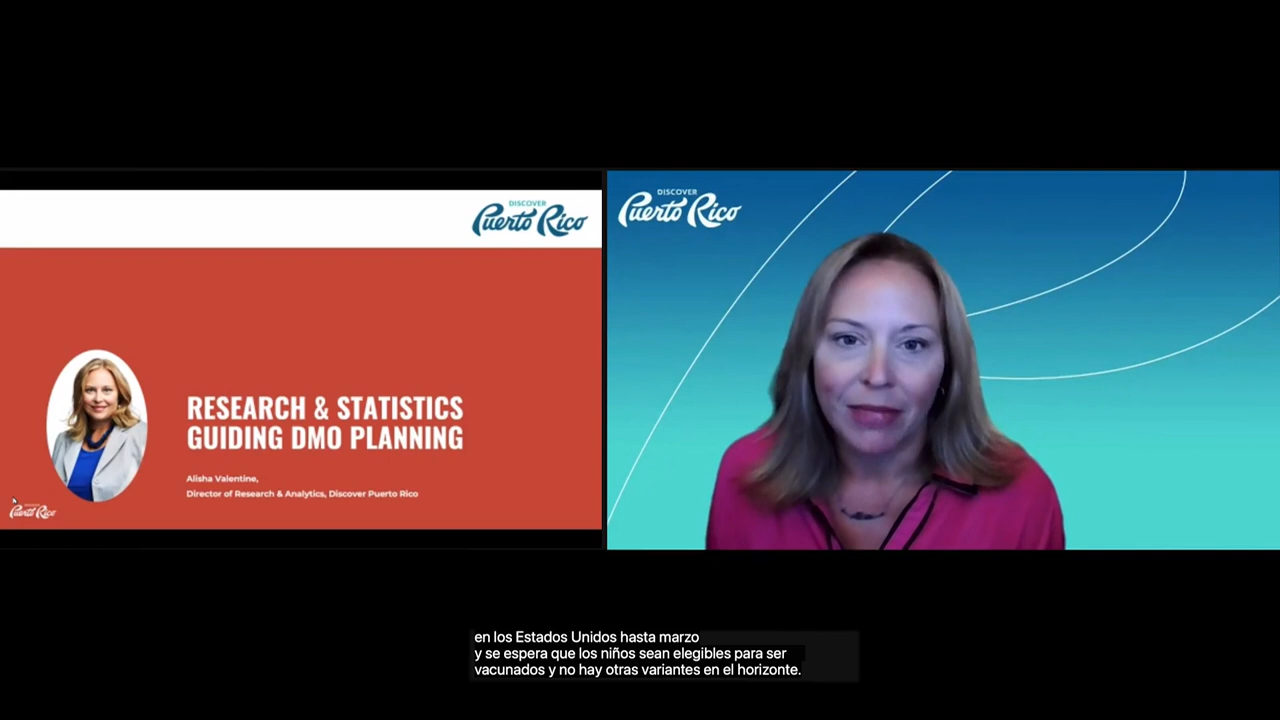 DISCOVER
Puerto Rico
RESEARCH & STATISTICS
GUIDING DMO PLANNING
Alisha Valentine,
Director of Research & Analytics, Discover Puerto Rico
Puerto Rico
DISCOVER
Puerto Rico
en los Estados Unidos hasta marzo
y se espera que los niños sean elegibles para ser
vacunados y no hay otras variantes en el horizonte.